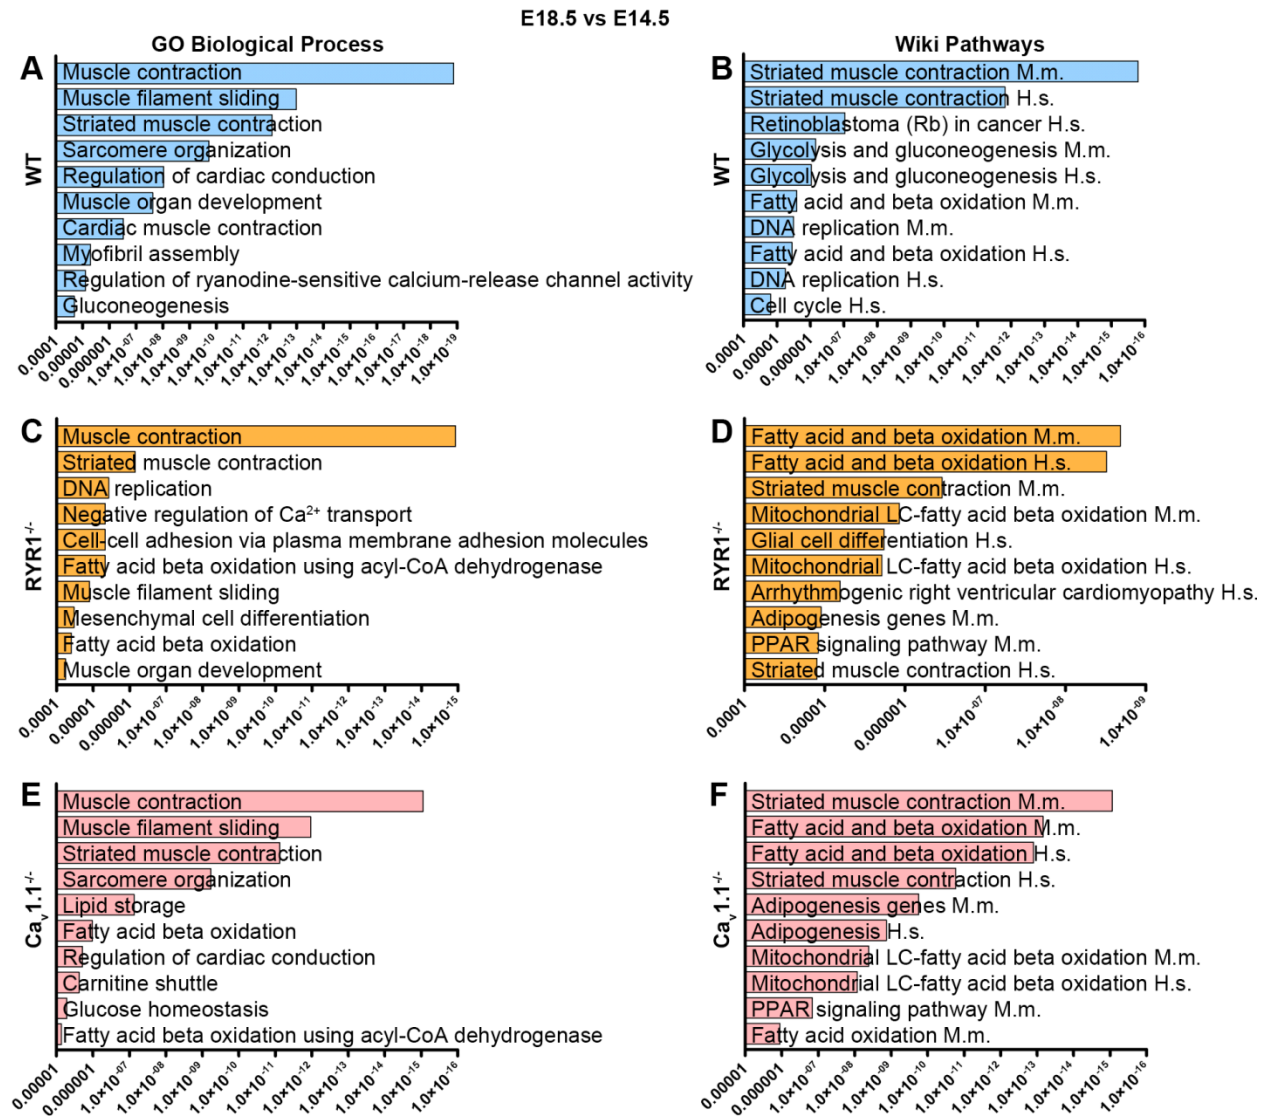 E18.5 vs E14.5
GO Biological Process
Wiki Pathways
A
WT
Muscle contraction
Muscle filament sliding
Striated muscle contraction
Sarcomere organization
Regulation of cardiac conduction
Muscle organ development
Cardiac muscle contraction
Myofibril assembly
Regulation of ryanodine-sensitive calcium-release channel activity
Gluconeogenesis
0.0001
0.00001
0.000001
1.0×10⁻⁰⁷
1.0×10⁻⁰⁸
1.0×10⁻⁰⁹
1.0×10⁻¹⁰
1.0×10⁻¹¹
1.0×10⁻¹²
1.0×10⁻¹³
1.0×10⁻¹⁴
1.0×10⁻¹⁵
1.0×10⁻¹⁶
1.0×10⁻¹⁷
1.0×10⁻¹⁸
1.0×10⁻¹⁹
B
WT
Striated muscle contraction M.m.
Striated muscle contraction H.s.
Retinoblastoma (Rb) in cancer H.s.
Glycolysis and gluconeogenesis M.m.
Glycolysis and gluconeogenesis H.s.
Fatty acid and beta oxidation M.m.
DNA replication M.m.
Fatty acid and beta oxidation H.s.
DNA replication H.s.
Cell cycle H.s.
0.0001
0.00001
0.000001
1.0×10⁻⁰⁷
1.0×10⁻⁰⁸
1.0×10⁻⁰⁹
1.0×10⁻¹⁰
1.0×10⁻¹¹
1.0×10⁻¹²
1.0×10⁻¹³
1.0×10⁻¹⁴
1.0×10⁻¹⁵
1.0×10⁻¹⁶
C
RYR1⁻/⁻
Muscle contraction
Striated muscle contraction
DNA replication
Negative regulation of Ca²⁺ transport
Cell-cell adhesion via plasma membrane adhesion molecules
Fatty acid beta oxidation using acyl-CoA dehydrogenase
Muscle filament sliding
Mesenchymal cell differentiation
Fatty acid beta oxidation
Muscle organ development
0.0001
0.00001
0.000001
1.0×10⁻⁰⁷
1.0×10⁻⁰⁸
1.0×10⁻⁰⁹
1.0×10⁻¹⁰
1.0×10⁻¹¹
1.0×10⁻¹²
1.0×10⁻¹³
1.0×10⁻¹⁴
1.0×10⁻¹⁵
D
RYR1⁻/⁻
Fatty acid and beta oxidation M.m.
Fatty acid and beta oxidation H.s.
Striated muscle contraction M.m.
Mitochondrial LC-fatty acid beta oxidation M.m.
Glial cell differentiation H.s.
Mitochondrial LC-fatty acid beta oxidation H.s.
Arrhythmogenic right ventricular cardiomyopathy H.s.
Adipogenesis genes M.m.
PPAR signaling pathway M.m.
Striated muscle contraction H.s.
0.0001
0.00001
0.000001
1.0×10⁻⁰⁷
1.0×10⁻⁰⁸
1.0×10⁻⁰⁹
E
Caᵥ1.1⁻/⁻
Muscle contraction
Muscle filament sliding
Striated muscle contraction
Sarcomere organization
Lipid storage
Fatty acid beta oxidation
Regulation of cardiac conduction
Carnitine shuttle
Glucose homeostasis
Fatty acid beta oxidation using acyl-CoA dehydrogenase
0.00001
0.000001
1.0×10⁻⁰⁷
1.0×10⁻⁰⁸
1.0×10⁻⁰⁹
1.0×10⁻¹⁰
1.0×10⁻¹¹
1.0×10⁻¹²
1.0×10⁻¹³
1.0×10⁻¹⁴
1.0×10⁻¹⁵
1.0×10⁻¹⁶
F
Caᵥ1.1⁻/⁻
Striated muscle contraction M.m.
Fatty acid and beta oxidation M.m.
Fatty acid and beta oxidation H.s.
Striated muscle contraction H.s.
Adipogenesis genes M.m.
Adipogenesis H.s.
Mitochondrial LC-fatty acid beta oxidation M.m.
Mitochondrial LC-fatty acid beta oxidation H.s.
PPAR signaling pathway M.m.
Fatty acid oxidation M.m.
0.00001
0.000001
1.0×10⁻⁰⁷
1.0×10⁻⁰⁸
1.0×10⁻⁰⁹
1.0×10⁻¹⁰
1.0×10⁻¹¹
1.0×10⁻¹²
1.0×10⁻¹³
1.0×10⁻¹⁴
1.0×10⁻¹⁵
1.0×10⁻¹⁶